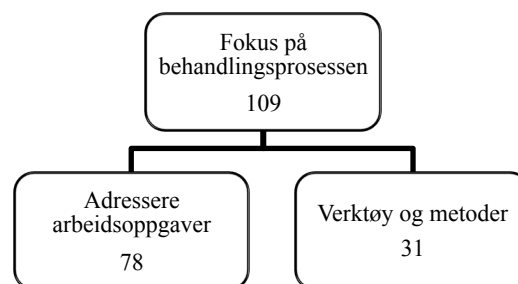 Fokus på
behandlingsprosessen
109
Adressere
arbeidsoppgaver
78
Verktøy og metoder
31